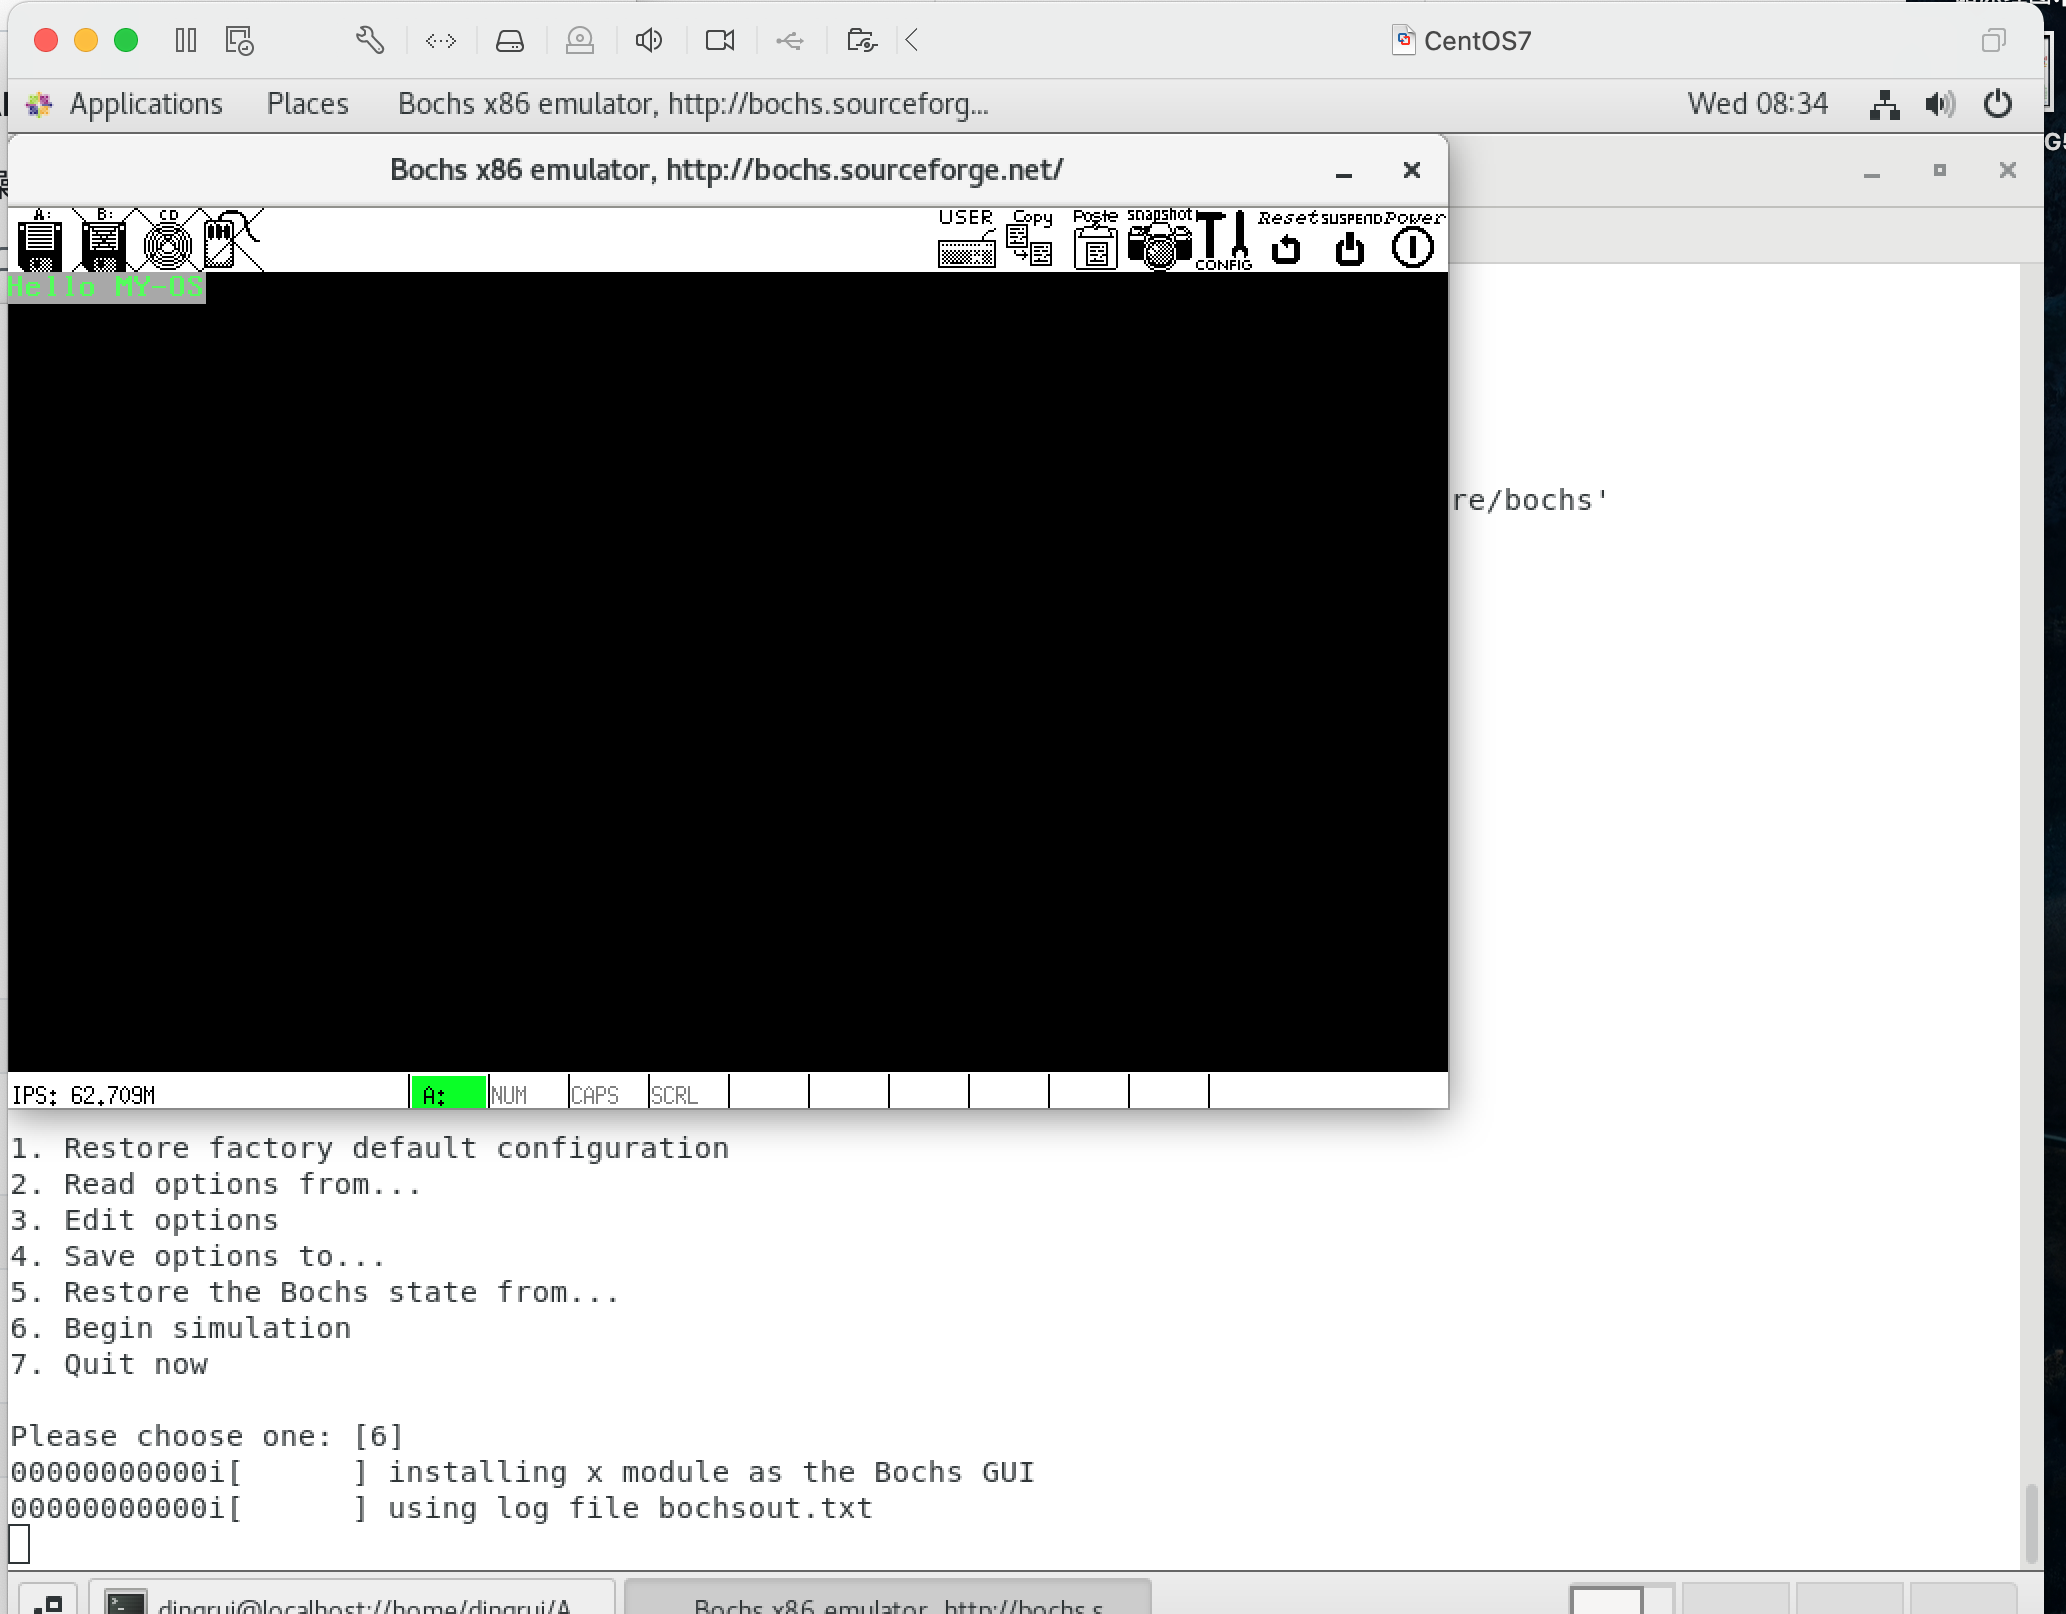 CentOS7
Applications Places Bochs x86 emulator, http://bochs.sourceforg... Wed 08:34
Bochs x86 emulator, http://bochs.sourceforge.net/
A: B: CD USER Copy Paste snapshot CONFIG Reset SUSPEND Power
Hello MY-OS
re/bochs'
IPS: 62.709M A: NUM CAPS SCRL
1. Restore factory default configuration
2. Read options from...
3. Edit options
4. Save options to...
5. Restore the Bochs state from...
6. Begin simulation
7. Quit now
Please choose one: [6]
00000000000i[      ] installing x module as the Bochs GUI
00000000000i[      ] using log file bochsout.txt
dingrui@localhost://home/dingrui/A... Bochs x86 emulator, http://bochs.s...